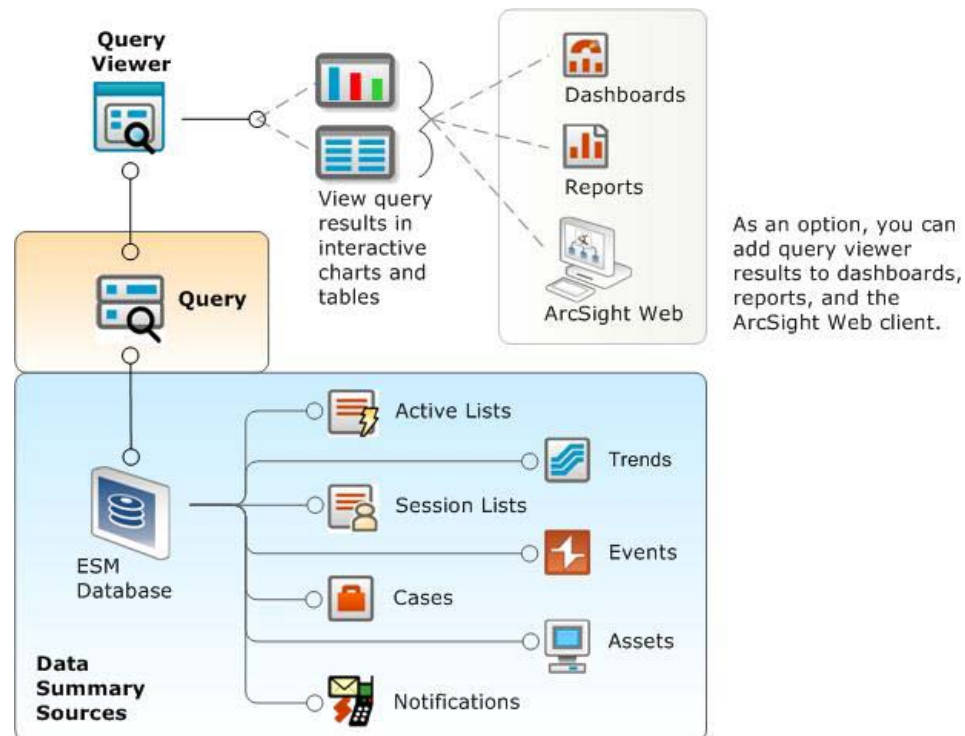 Query
Viewer
View query
results in
interactive
charts and
tables
Dashboards
Reports
ArcSight Web
As an option, you can
add query viewer
results to dashboards,
reports, and the
ArcSight Web client.
Query
ESM
Database
Active Lists
Trends
Session Lists
Events
Cases
Assets
Notifications
Data
Summary
Sources